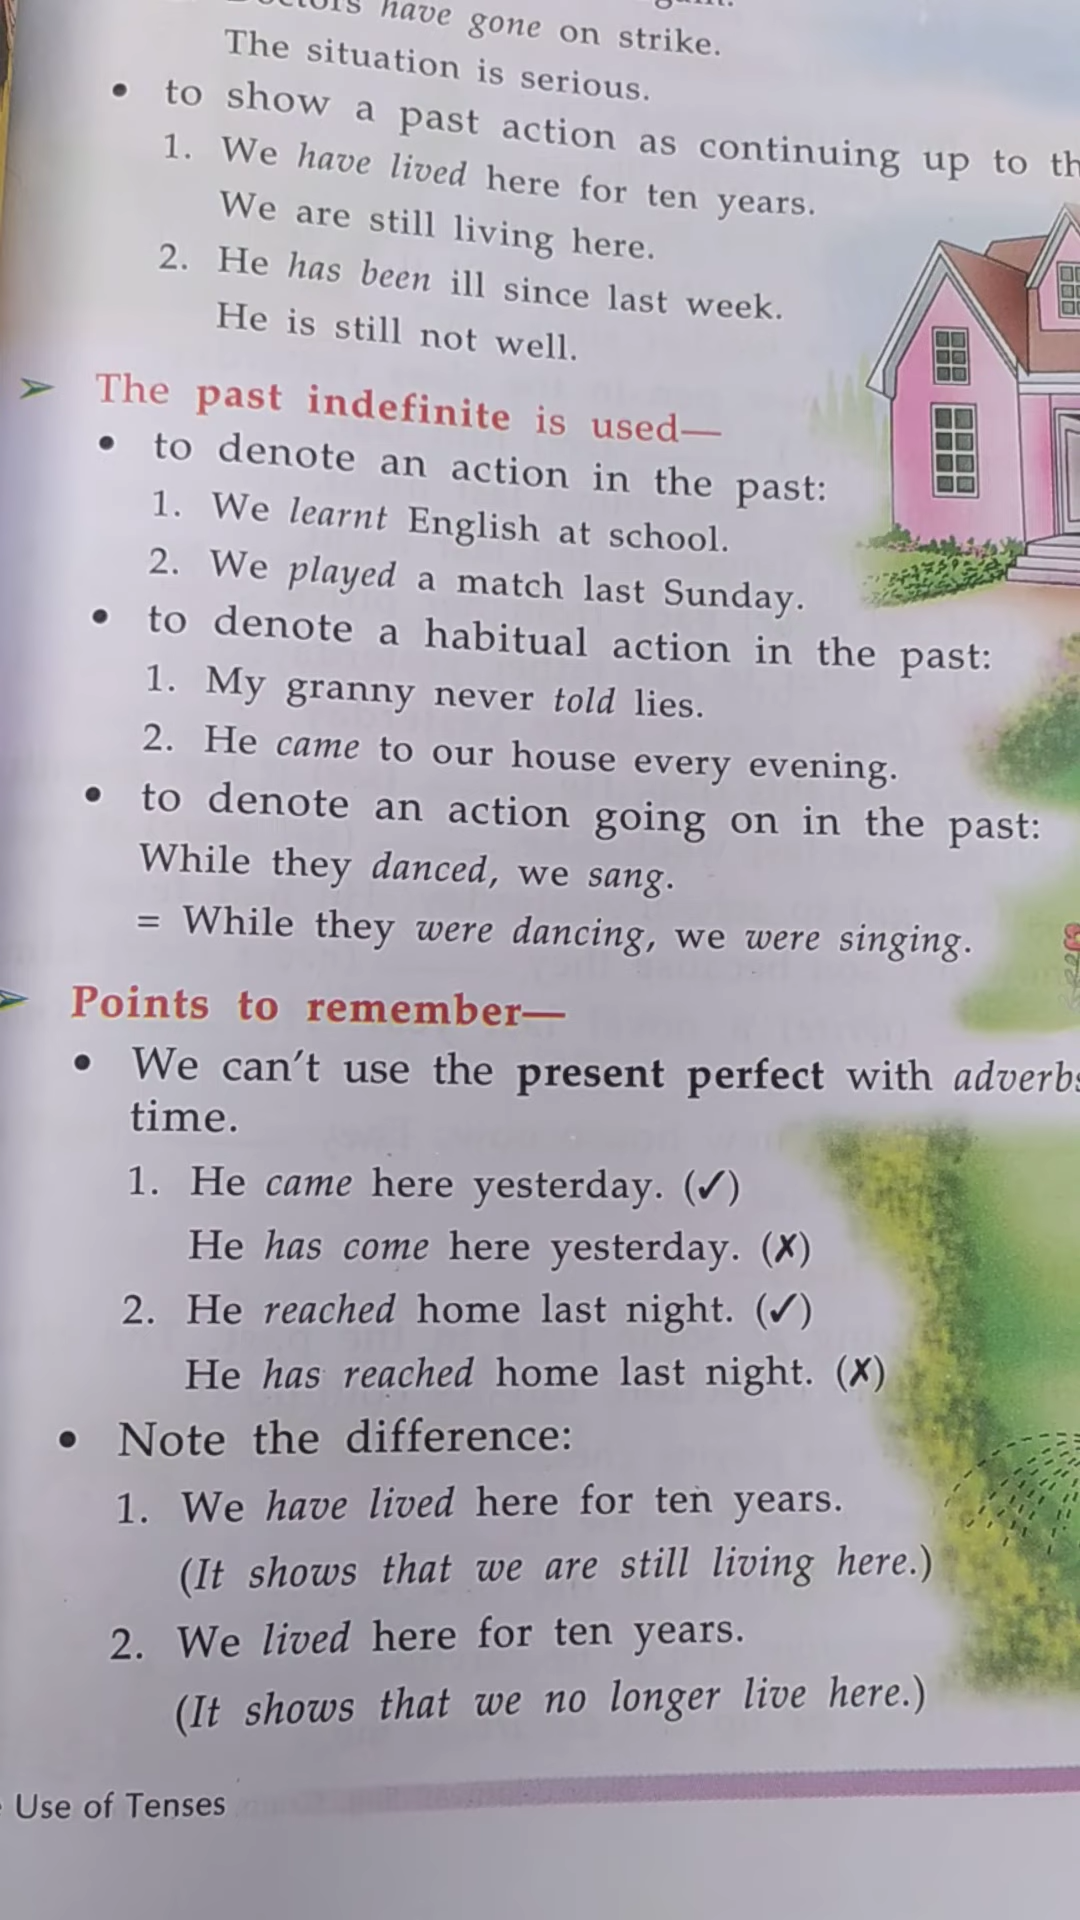 have gone on strike.
The situation is serious.
• to show a past action as continuing up to
1. We have lived here for ten years.
We are still living here.
2. He has been ill since last week.
He is still not well.
➢ The past indefinite is used—
• to denote an action in the past:
1. We learnt English at school.
2. We played a match last Sunday.
• to denote a habitual action in the past:
1. My granny never told lies.
2. He came to our house every evening.
• to denote an action going on in the past:
While they danced, we sang.
= While they were dancing, we were singing.
➢ Points to remember—
• We can't use the present perfect with adverbs
time.
1. He came here yesterday. (✓)
He has come here yesterday. (✗)
2. He reached home last night. (✓)
He has reached home last night. (✗)
• Note the difference:
1. We have lived here for ten years.
(It shows that we are still living here.)
2. We lived here for ten years.
(It shows that we no longer live here.)
Use of Tenses